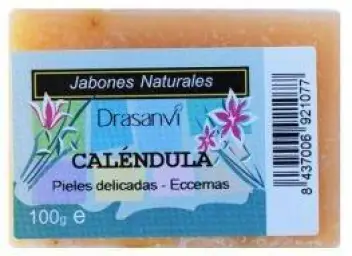 Jabones Naturales
Drasanvi
CALÉNDULA
Pieles delicadas - Eccemas
100g e
8 437006 921077